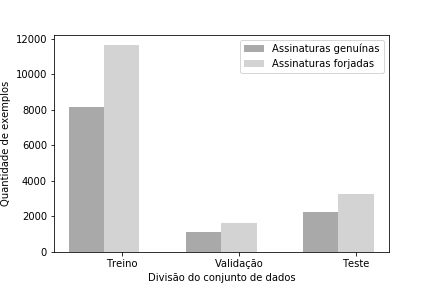 12000
10000
8000
6000
4000
2000
0
Quantidade de exemplos
Assinaturas genuínas
Assinaturas forjadas
Treino
Validação
Teste
Divisão do conjunto de dados